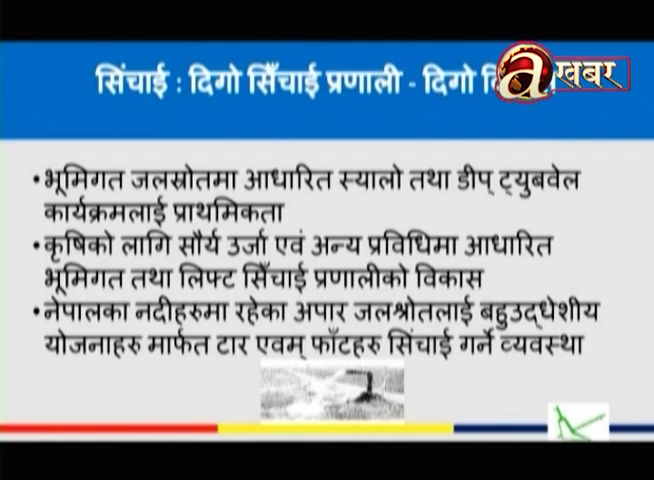 सिंचाई : दिगो सिँचाई प्रणाली - दिगो
a खबर
•भूमिगत जलस्रोतमा आधारित स्यालो तथा डीप् ट्युबवेल
कार्यक्रमलाई प्राथमिकता
•कृषिको लागि सौर्य उर्जा एवं अन्य प्रविधिमा आधारित
भूमिगत तथा लिफ्ट सिँचाई प्रणालीको विकास
•नेपालका नदीहरुमा रहेका अपार जलश्रोतलाई बहुउद्धेशीय
योजनाहरु मार्फत टार एवम् फाँटहरु सिंचाई गर्ने व्यवस्था